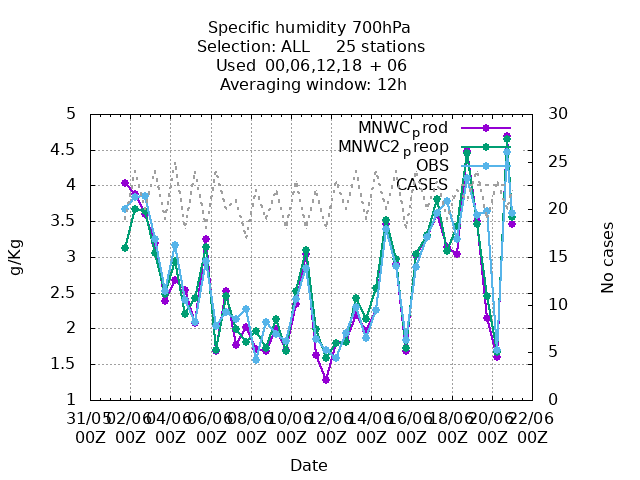 Specific humidity 700hPa
Selection: ALL 25 stations
Used 00,06,12,18 + 06
Averaging window: 12h
5
4.5
4
3.5
3
2.5
2
1.5
1
30
25
20
15
10
5
0
g/Kg
No cases
MNWC_prod
MNWC2_preop
OBS
CASES
31/05 02/06 04/06 06/06 08/06 10/06 12/06 14/06 16/06 18/06 20/06 22/06
00Z 00Z 00Z 00Z 00Z 00Z 00Z 00Z 00Z 00Z 00Z 00Z
Date